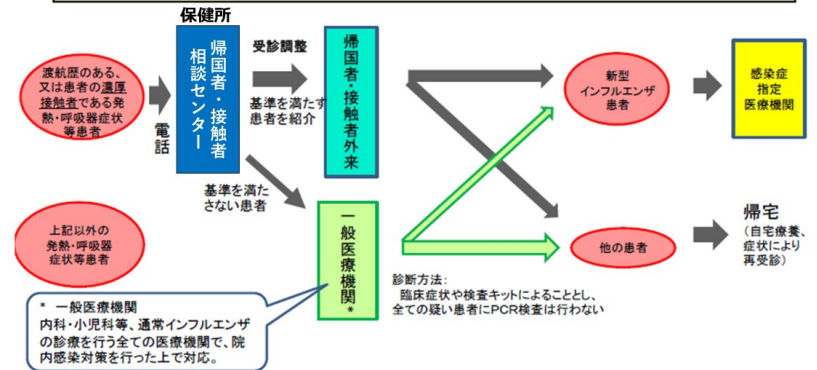 保健所
帰国者・接触者
相談センター
渡航歴のある、
又は患者の濃厚
接触者である発
熱・呼吸器症状
等患者
電話
受診調整
基準を満たす
患者を紹介
帰国者・接触者外来
新型
インフルエンザ
患者
感染症
指定
医療機関
基準を満た
さない患者
上記以外の
発熱・呼吸器
症状等患者
一般医療機関*
他の患者
帰宅
(自宅療養、
症状により
再受診)
診断方法:
臨床症状や検査キットによることとし、
全ての疑い患者にPCR検査は行わない
* 一般医療機関
内科・小児科等、通常インフルエンザ
の診療を行う全ての医療機関で、院
内感染対策を行った上で対応。